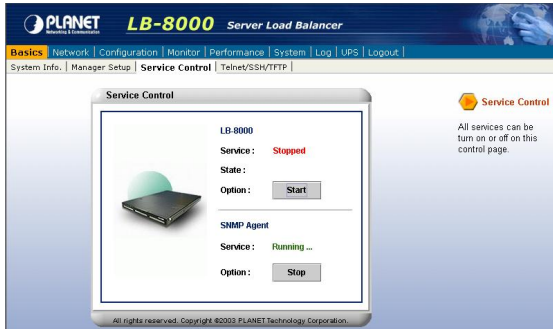 PLANET LB-8000 Server Load Balancer
Networking & Communication
Basics | Network | Configuration | Monitor | Performance | System | Log | UPS | Logout |
System Info. | Manager Setup | Service Control | Telnet/SSH/TFTP |
Service Control
LB-8000
Service : Stopped
State :
Option : Start
SNMP Agent
Service : Running ...
Option : Stop
All rights reserved. Copyright ©2003 PLANET Technology Corporation.
Service Control
All services can be
turn on or off on this
control page.